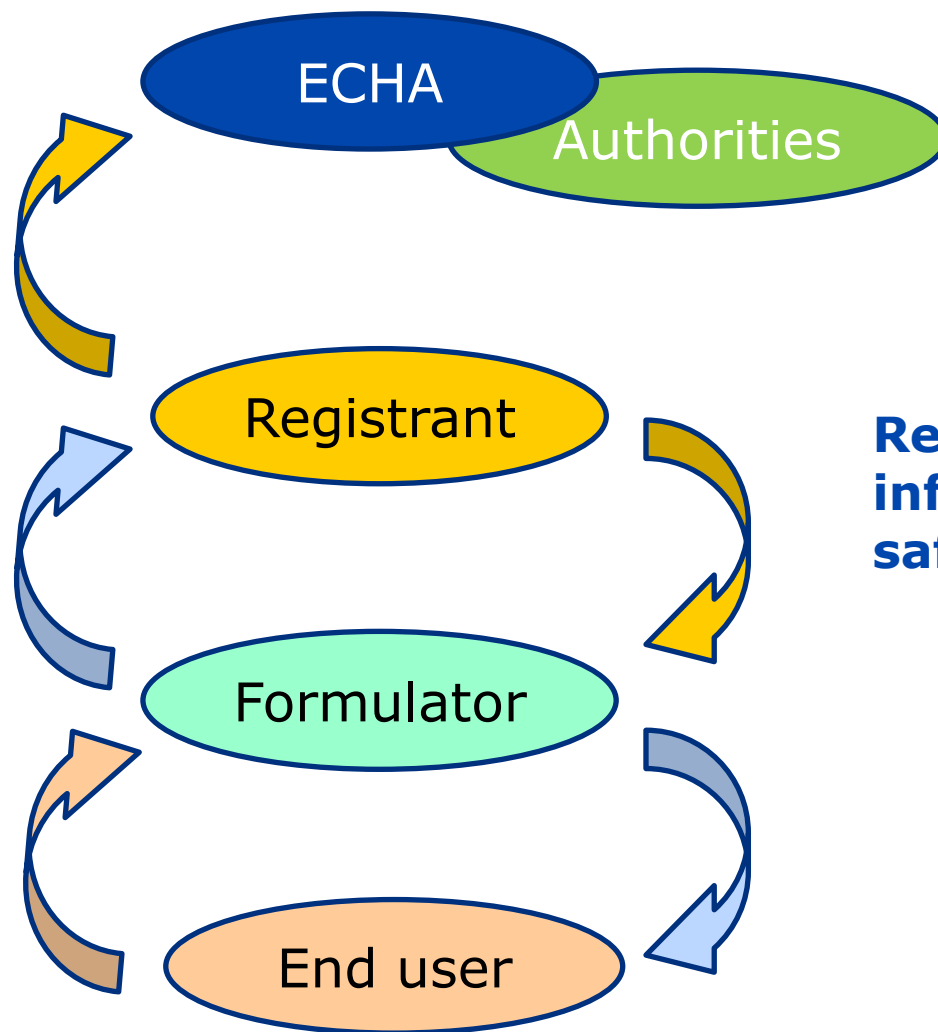 ECHA
Authorities
Registrant
Formulator
End user